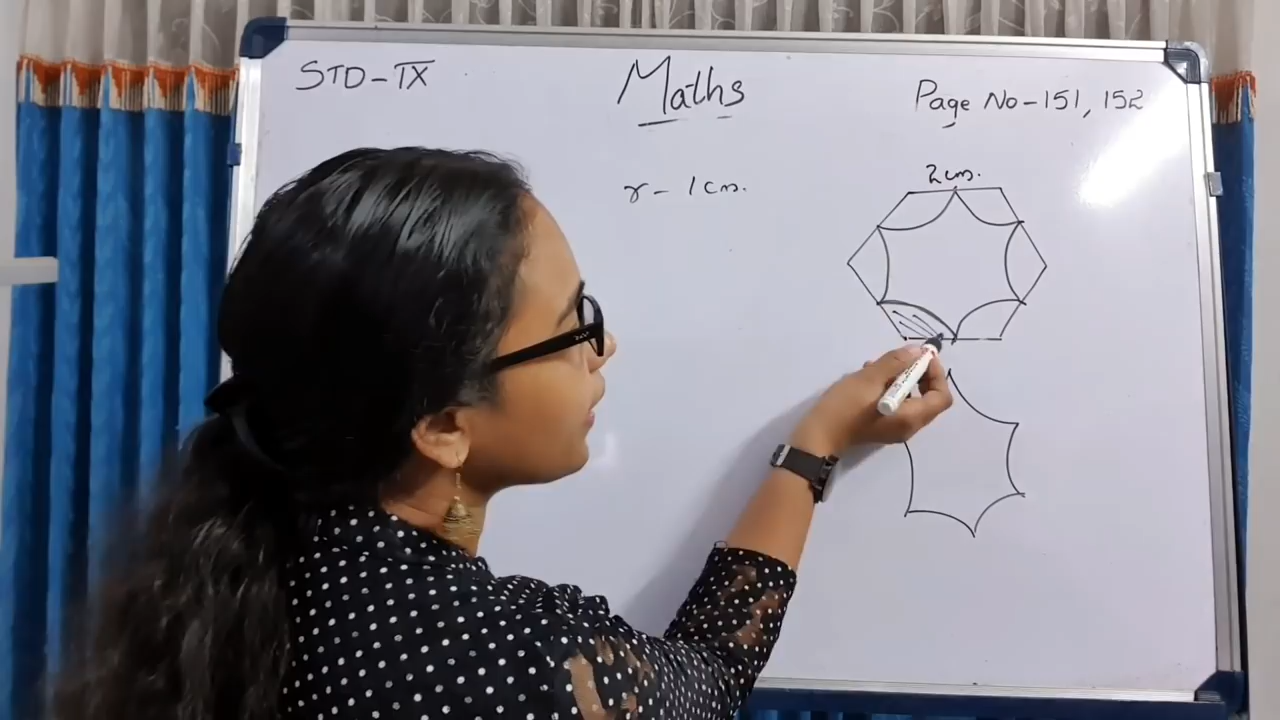 STD-IX
Maths
Page No-151, 152
r- 1cm.
2cm.